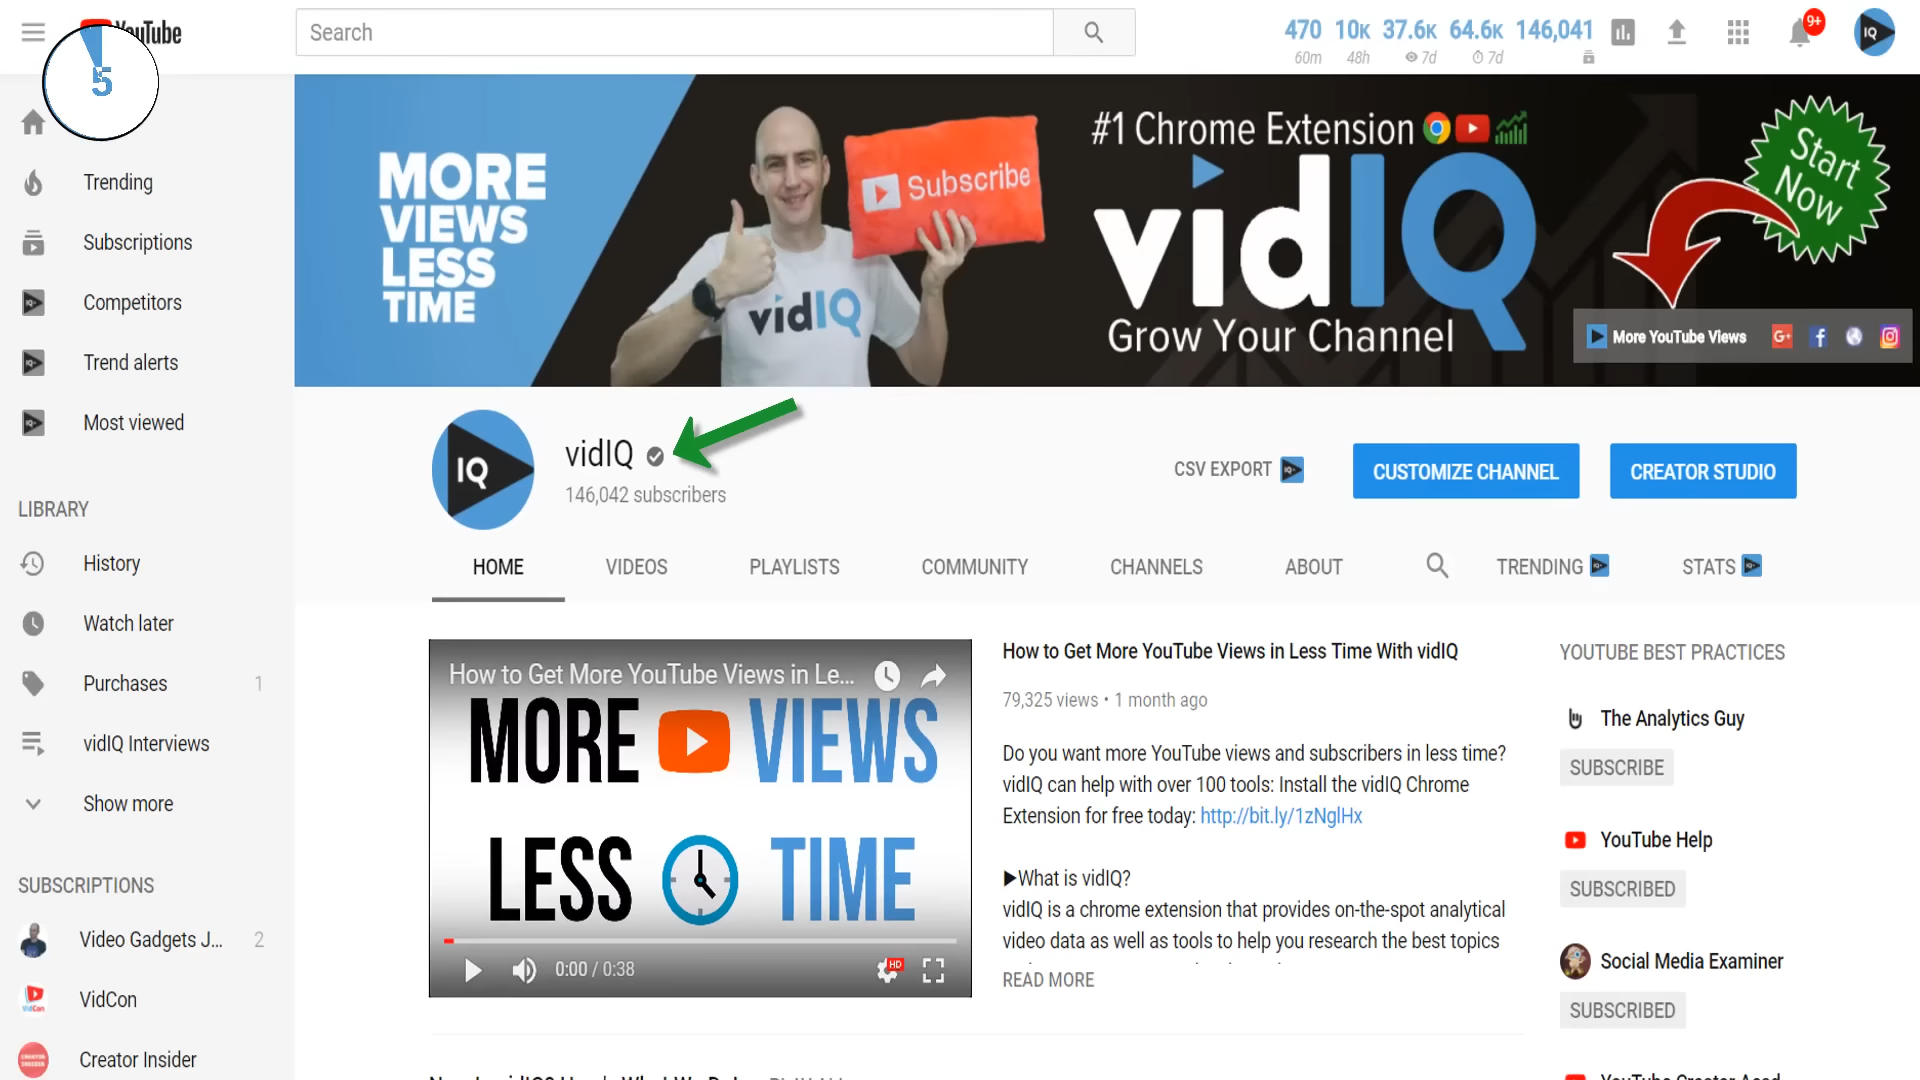 YouTube
5
Search
470 10K 37.6K 64.6K 146,041
60m 48h 7d 7d
9+
IQ
Trending
Subscriptions
Competitors
Trend alerts
Most viewed
LIBRARY
History
Watch later
Purchases 1
vidIQ Interviews
Show more
SUBSCRIPTIONS
Video Gadgets J... 2
VidCon
Creator Insider
MORE
VIEWS
LESS
TIME
Subscribe
vidIQ
#1 Chrome Extension
vidIQ
Grow Your Channel
Start
Now
More YouTube Views G+
IQ
vidIQ
146,042 subscribers
CSV EXPORT
CUSTOMIZE CHANNEL
CREATOR STUDIO
HOME VIDEOS PLAYLISTS COMMUNITY CHANNELS ABOUT TRENDING STATS
How to Get More YouTube Views in Le...
MORE VIEWS
LESS TIME
0:00 / 0:38
HD
How to Get More YouTube Views in Less Time With vidIQ
79,325 views • 1 month ago
Do you want more YouTube views and subscribers in less time?
vidIQ can help with over 100 tools: Install the vidIQ Chrome
Extension for free today: http://bit.ly/1zNglHx
▶What is vidIQ?
vidIQ is a chrome extension that provides on-the-spot analytical
video data as well as tools to help you research the best topics
READ MORE
YOUTUBE BEST PRACTICES
The Analytics Guy
SUBSCRIBE
YouTube Help
SUBSCRIBED
Social Media Examiner
SUBSCRIBED